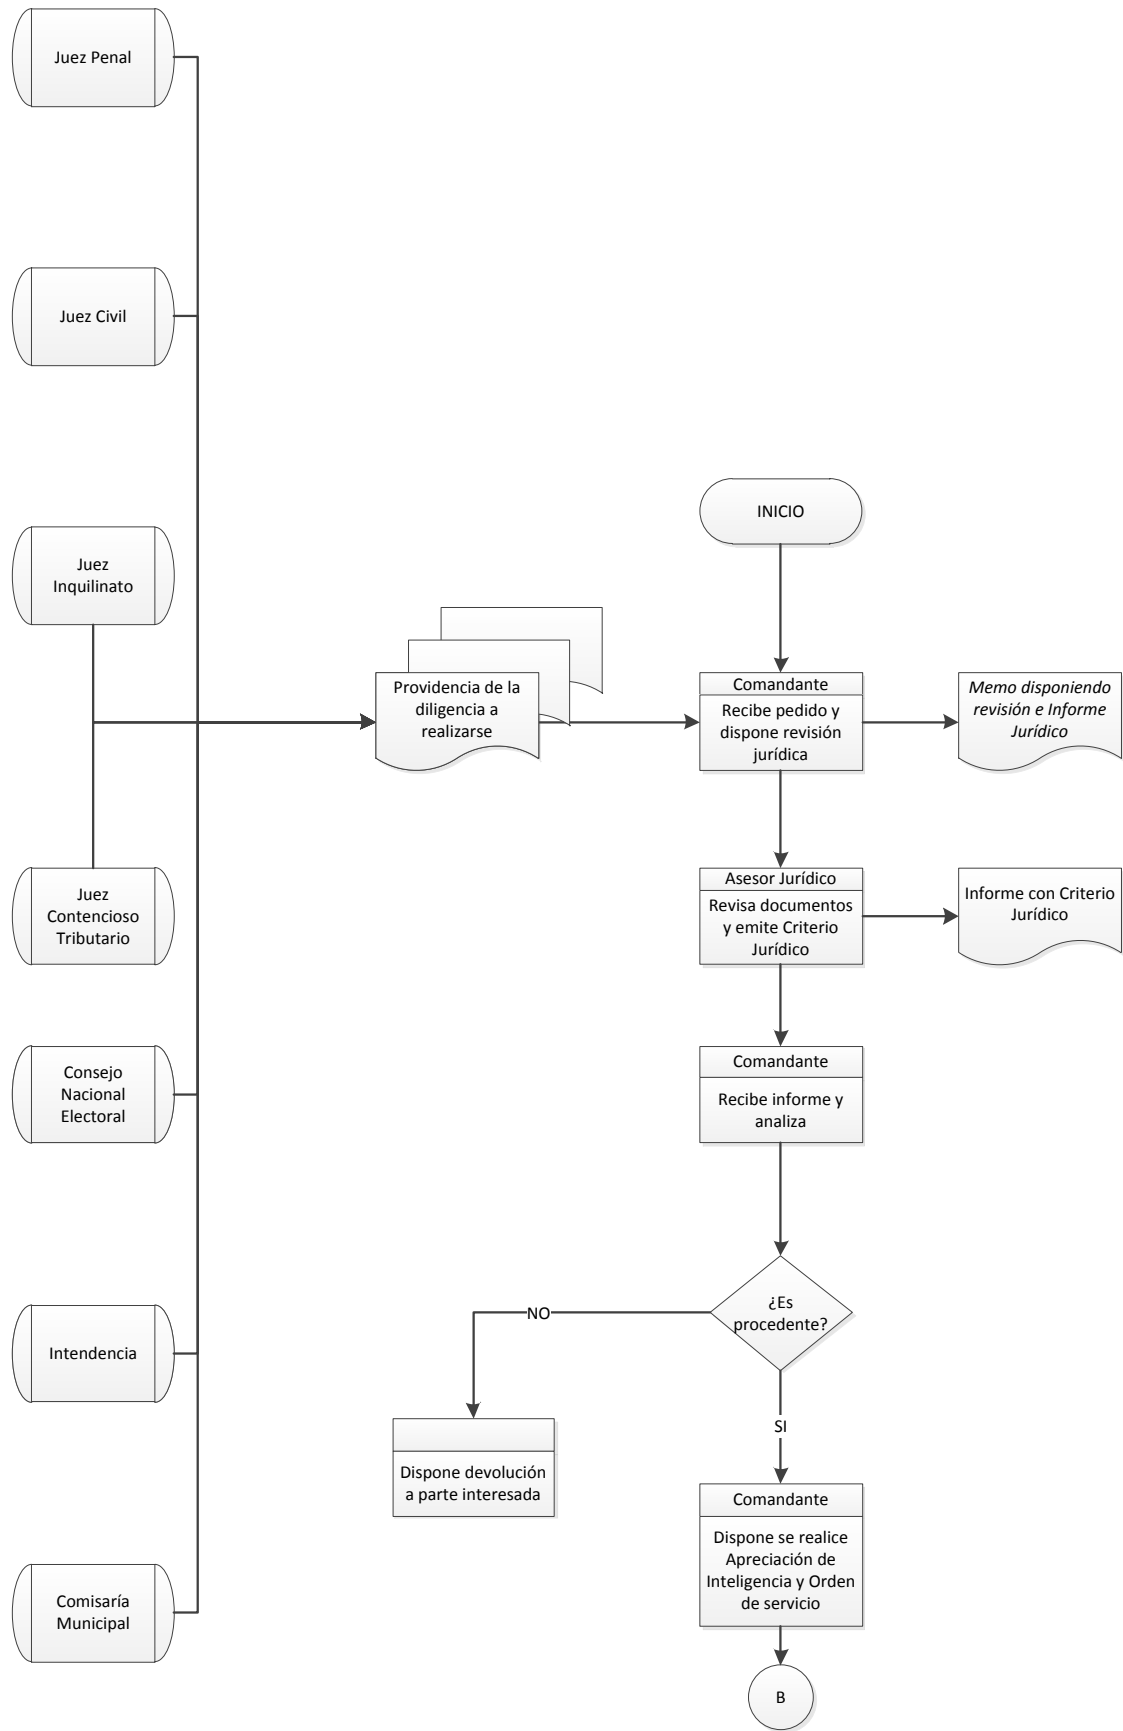 Juez Penal
Juez Civil
Juez
Inquilinato
Juez
Contencioso
Tributario
Consejo
Nacional
Electoral
Intendencia
Comisaría
Municipal
Providencia de la
diligencia a
realizarse
INICIO
Comandante
Recibe pedido y
dispone revisión
jurídica
Memo disponiendo
revisión e Informe
Jurídico
Asesor Jurídico
Revisa documentos
y emite Criterio
Jurídico
Informe con Criterio
Jurídico
Comandante
Recibe informe y
analiza
¿Es
procedente?
NO
Dispone devolución
a parte interesada
SI
Comandante
Dispone se realice
Apreciación de
Inteligencia y Orden
de servicio
B